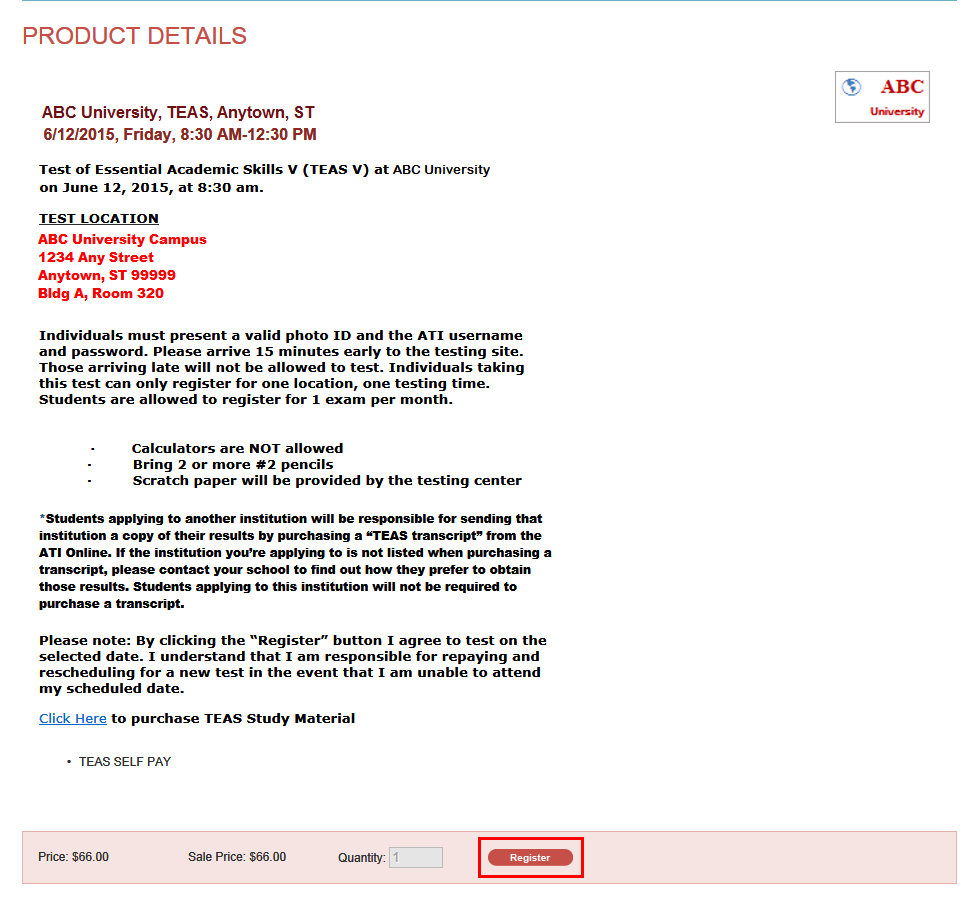 PRODUCT DETAILS
ABC
University
ABC University, TEAS, Anytown, ST
6/12/2015, Friday, 8:30 AM-12:30 PM
Test of Essential Academic Skills V (TEAS V) at ABC University
on June 12, 2015, at 8:30 am.
TEST LOCATION
ABC University Campus
1234 Any Street
Anytown, ST 99999
Bldg A, Room 320
Individuals must present a valid photo ID and the ATI username
and password. Please arrive 15 minutes early to the testing site.
Those arriving late will not be allowed to test. Individuals taking
this test can only register for one location, one testing time.
Students are allowed to register for 1 exam per month.
· Calculators are NOT allowed
· Bring 2 or more #2 pencils
· Scratch paper will be provided by the testing center
*Students applying to another institution will be responsible for sending that
institution a copy of their results by purchasing a “TEAS transcript” from the
ATI Online. If the institution you’re applying to is not listed when purchasing a
transcript, please contact your school to find out how they prefer to obtain
those results. Students applying to this institution will not be required to
purchase a transcript.
Please note: By clicking the “Register” button I agree to test on the
selected date. I understand that I am responsible for repaying and
rescheduling for a new test in the event that I am unable to attend
my scheduled date.
Click Here to purchase TEAS Study Material
• TEAS SELF PAY
Price: $66.00 Sale Price: $66.00 Quantity: 1 Register